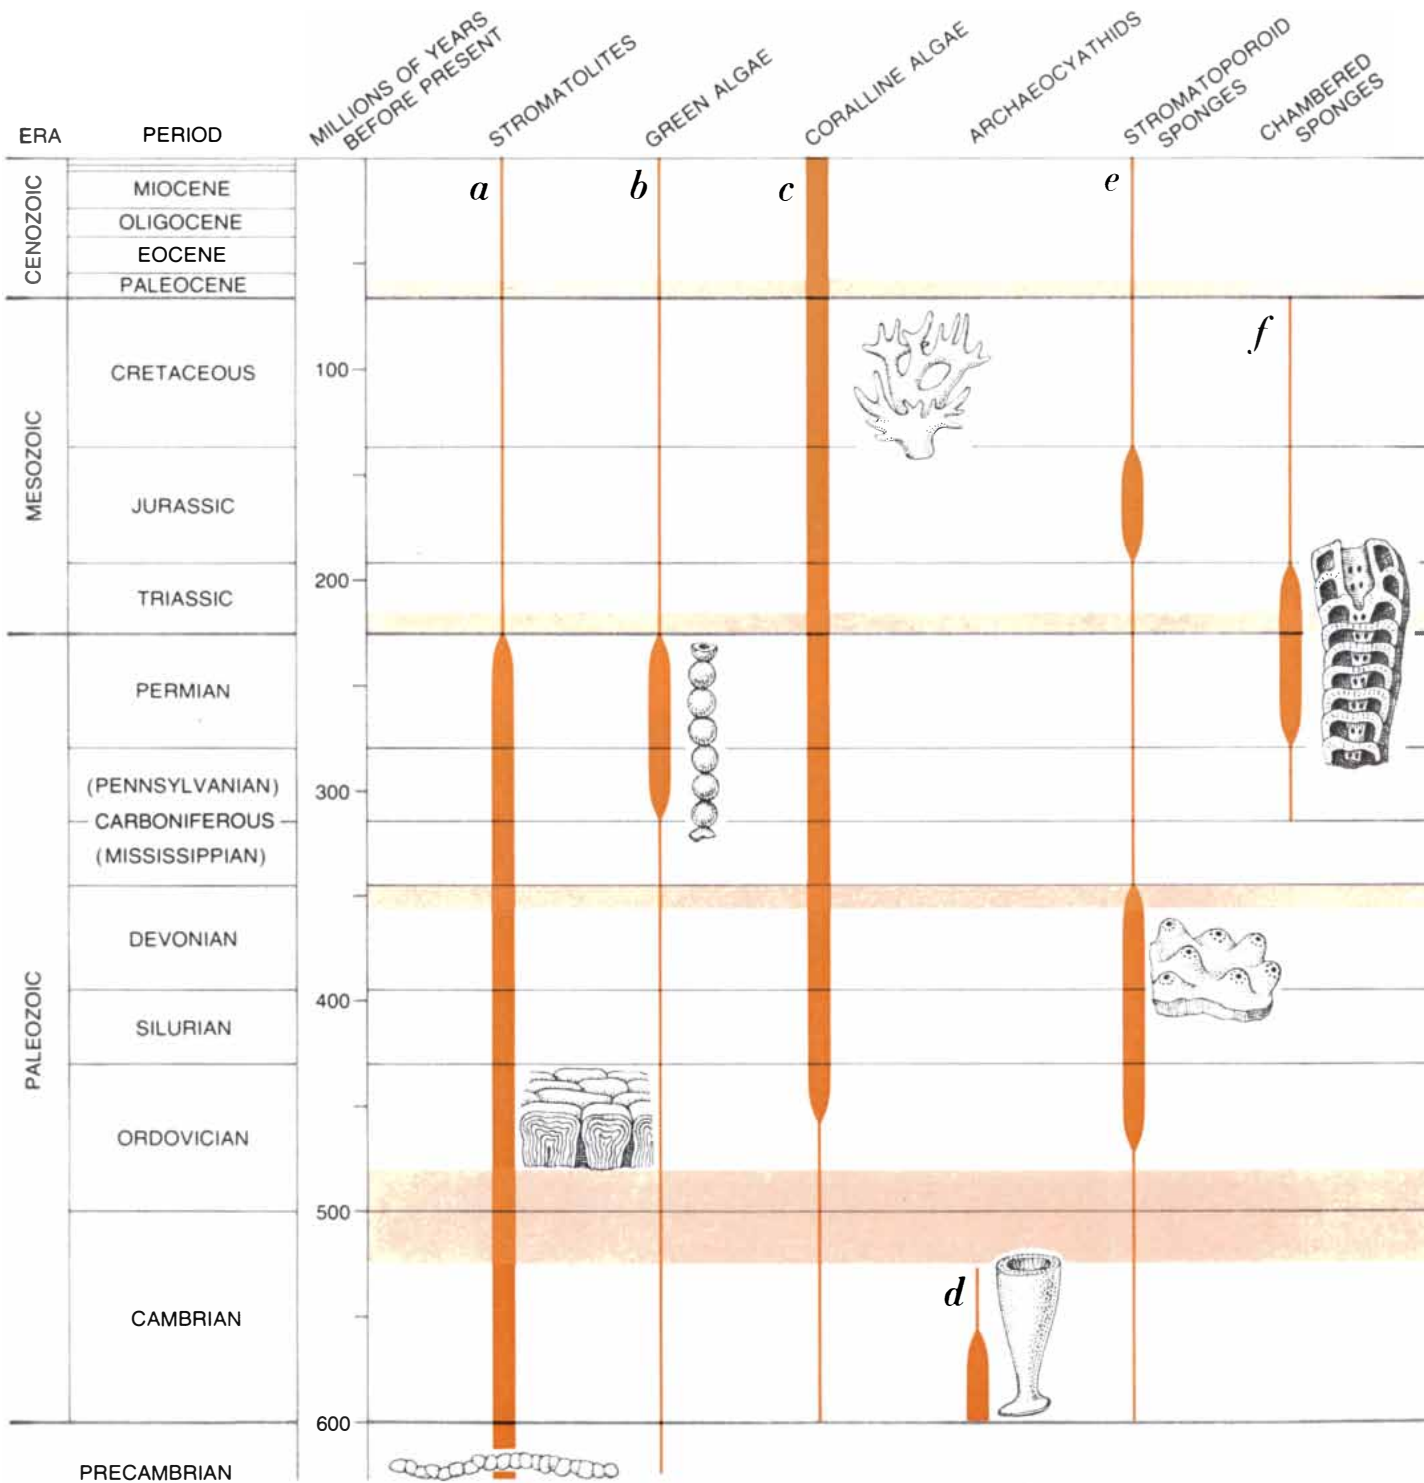 MILLIONS OF YEARS
BEFORE PRESENT
STROMATOLITES
GREEN ALGAE
CORALLINE ALGAE
ARCHAEOCYATHIDS
STROMATOPOROID
SPONGES
CHAMBERED
SPONGES
ERA
PERIOD
CENOZOIC
MIOCENE
OLIGOCENE
EOCENE
PALEOCENE
a
b
c
e
MESOZOIC
CRETACEOUS
100
f
JURASSIC
TRIASSIC
200
PALEOZOIC
PERMIAN
(PENNSYLVANIAN)
300
CARBONIFEROUS
(MISSISSIPPIAN)
DEVONIAN
400
SILURIAN
ORDOVICIAN
500
CAMBRIAN
d
600
PRECAMBRIAN